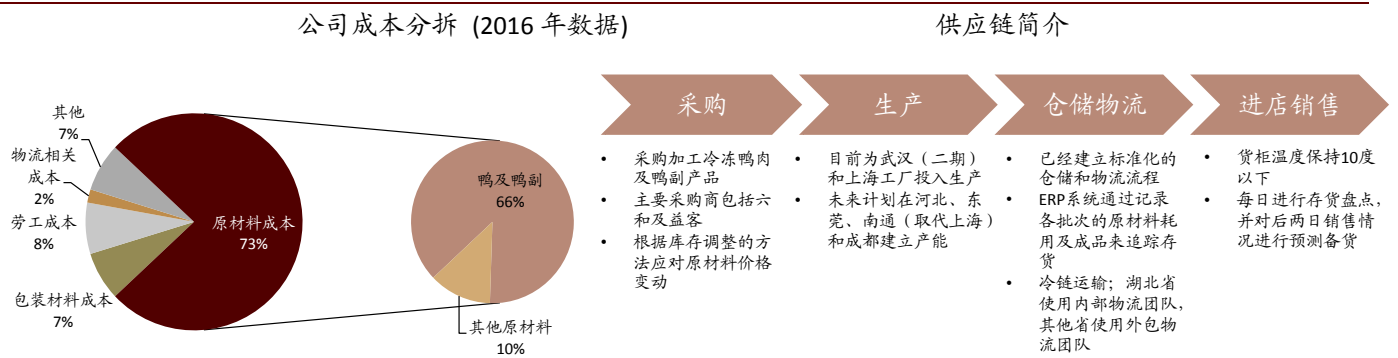 公司成本分拆 (2016 年数据)
供应链简介
其他
7%
物流相关
成本
2%
劳工成本
8%
包装材料成本
7%
原材料成本
73%
鸭及鸭副
66%
其他原材料
10%
采购
• 采购加工冷冻鸭肉
及鸭副产品
• 主要采购商包括六
和及益客
• 根据库存调整的方
法应对原材料价格
变动
生产
• 目前为武汉（二期）
和上海工厂投入生产
• 未来计划在河北、东
莞、南通（取代上海）
和成都建立产能
仓储物流
• 已经建立标准化的
仓储和物流流程
• ERP系统通过记录
各批次的原材料耗
用及成品来追踪存
货
• 冷链运输；湖北省
使用内部物流团队，
其他省使用外包物
流团队
进店销售
• 货柜温度保持10度
以下
• 每日进行存货盘点，
并对后两日销售情
况进行预测备货